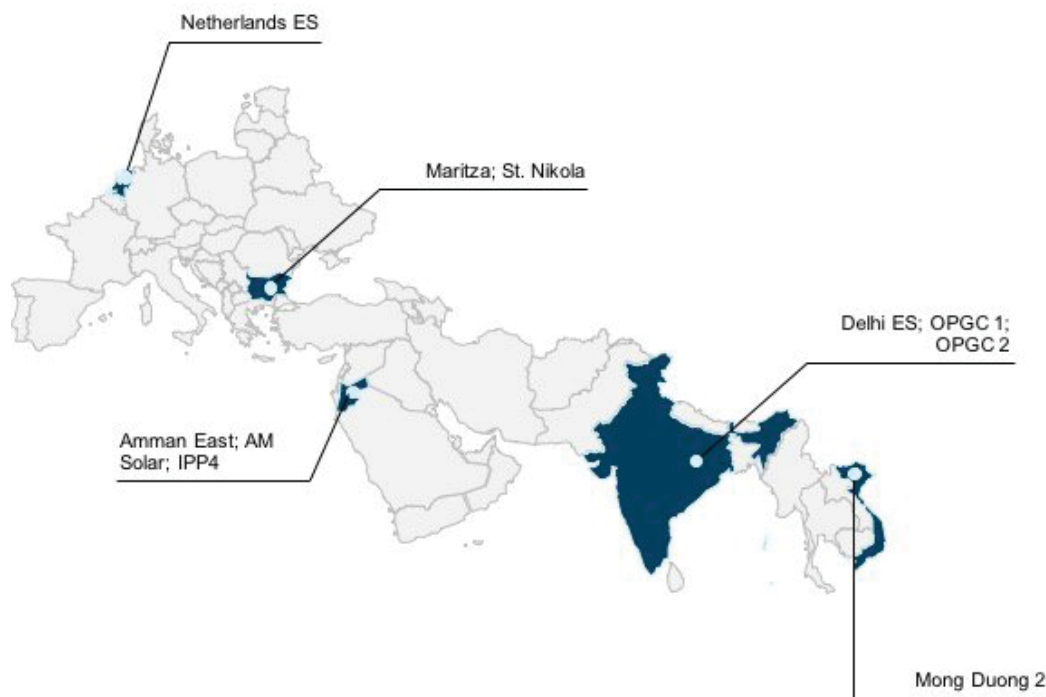 Netherlands ES
Maritza; St. Nikola
Delhi ES; OPGC 1;
OPGC 2
Amman East; AM
Solar; IPP4
Mong Duong 2